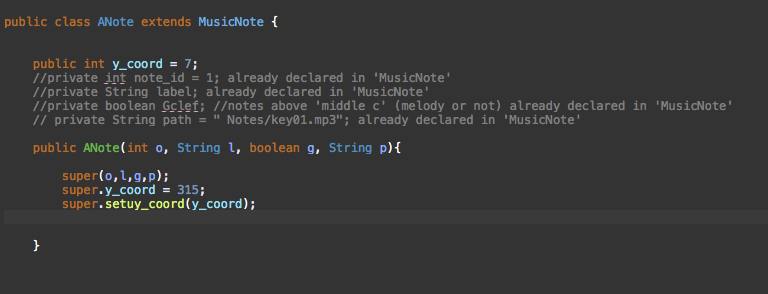 public class ANote extends MusicNote {
public int y_coord = 7;
//private int note_id = 1; already declared in 'MusicNote'
//private String label; already declared in 'MusicNote'
//private boolean Gclef; //notes above 'middle c' (melody or not) already declared in 'MusicNote'
// private String path = " Notes/key01.mp3"; already declared in 'MusicNote'
public ANote(int o, String l, boolean g, String p){
super(o,l,g,p);
super.y_coord = 315;
super.setuy_coord(y_coord);
}